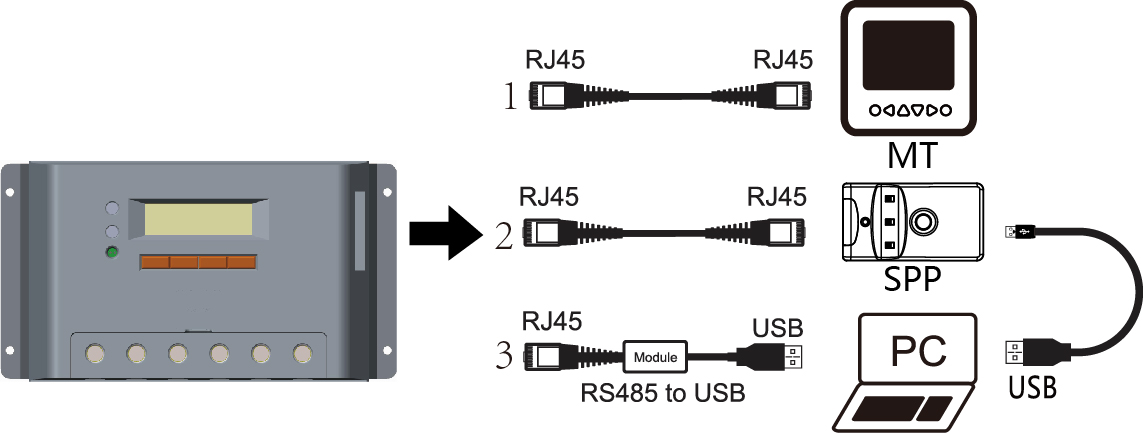 RJ45 RJ45
1
MT
RJ45 RJ45
2
SPP
RJ45 USB
3 Module PC
RS485 to USB USB